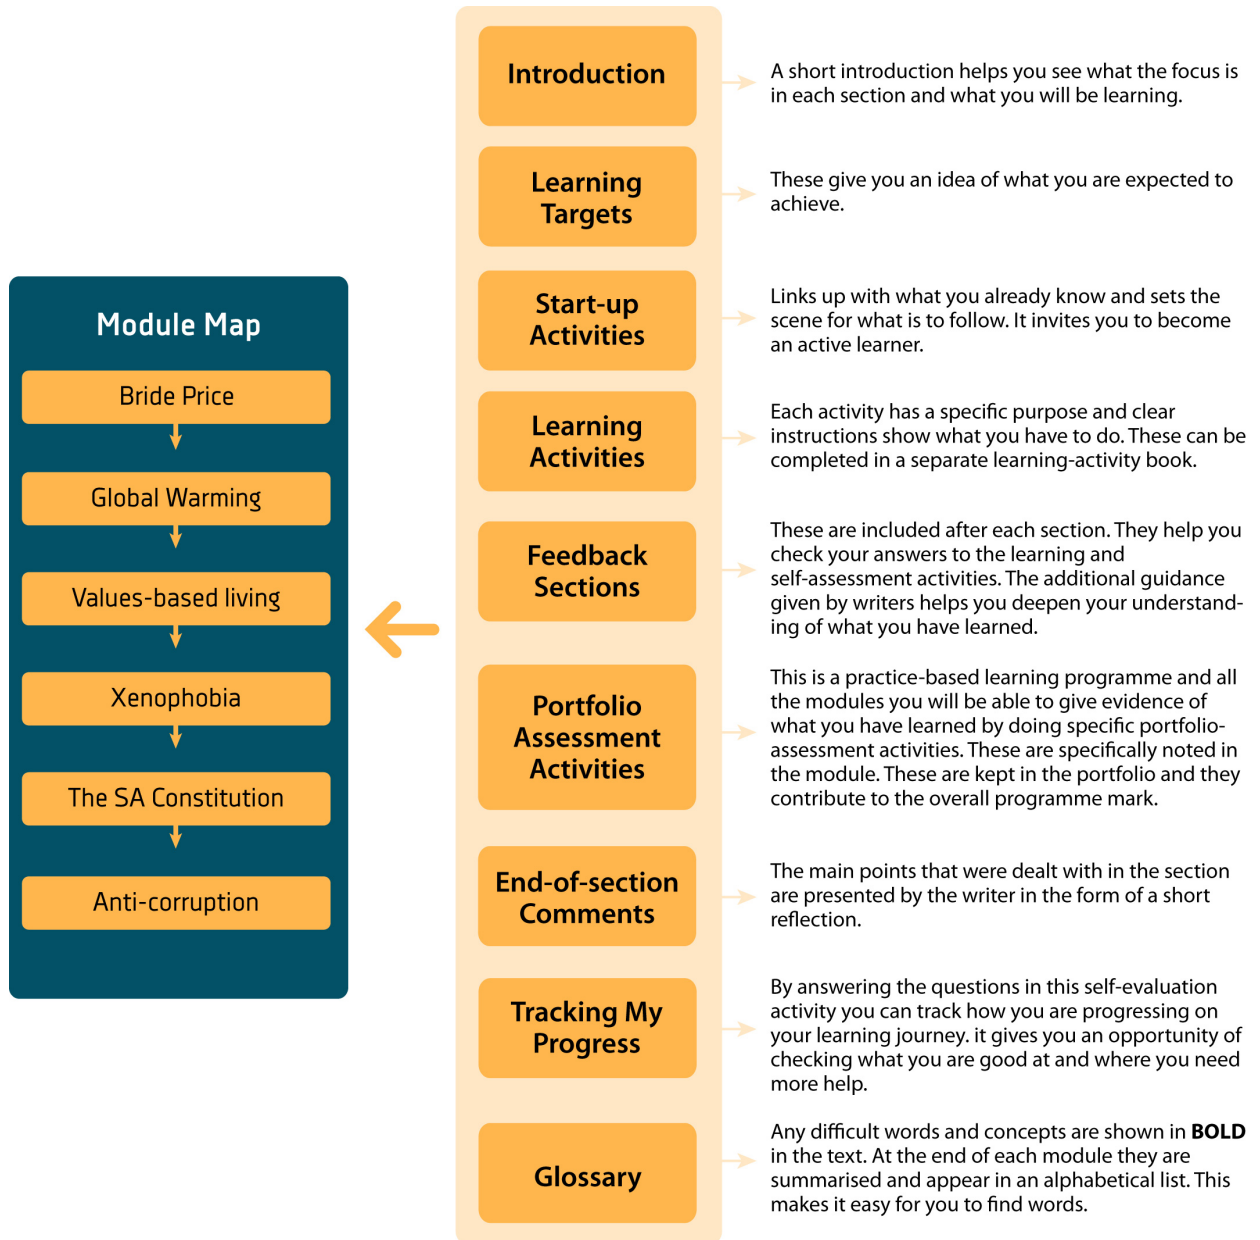 Module Map
Bride Price
Global Warming
Values-based living
Xenophobia
The SA Constitution
Anti-corruption
Introduction
A short introduction helps you see what the focus is
in each section and what you will be learning.
Learning
Targets
These give you an idea of what you are expected to
achieve.
Start-up
Activities
Links up with what you already know and sets the
scene for what is to follow. It invites you to become
an active learner.
Learning
Activities
Each activity has a specific purpose and clear
instructions show what you have to do. These can be
completed in a separate learning-activity book.
Feedback
Sections
These are included after each section. They help you
check your answers to the learning and
self-assessment activities. The additional guidance
given by writers helps you deepen your understand-
ing of what you have learned.
Portfolio
Assessment
Activities
This is a practice-based learning programme and all
the modules you will be able to give evidence of
what you have learned by doing specific portfolio-
assessment activities. These are specifically noted in
the module. These are kept in the portfolio and they
contribute to the overall programme mark.
End-of-section
Comments
The main points that were dealt with in the section
are presented by the writer in the form of a short
reflection.
Tracking My
Progress
By answering the questions in this self-evaluation
activity you can track how you are progressing on
your learning journey. it gives you an opportunity of
checking what you are good at and where you need
more help.
Glossary
Any difficult words and concepts are shown in BOLD
in the text. At the end of each module they are
summarised and appear in an alphabetical list. This
makes it easy for you to find words.